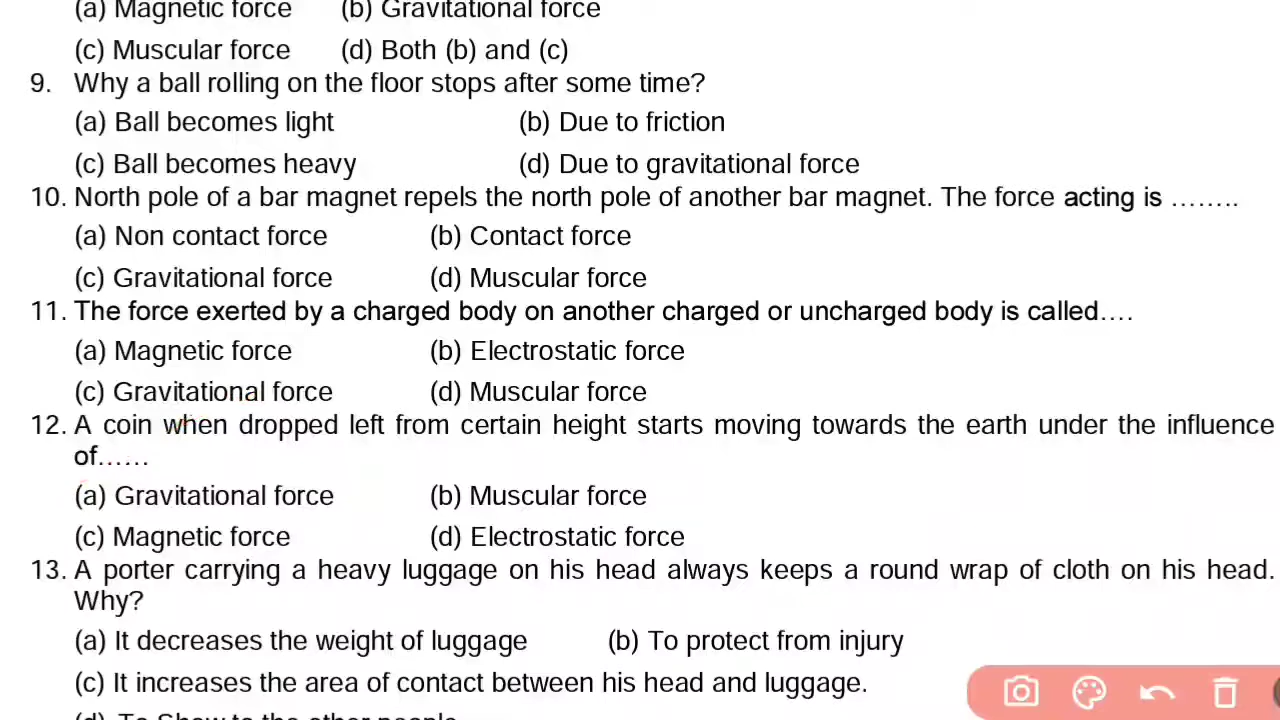 (a) Magnetic force (b) Gravitational force
(c) Muscular force (d) Both (b) and (c)
9. Why a ball rolling on the floor stops after some time?
(a) Ball becomes light (b) Due to friction
(c) Ball becomes heavy (d) Due to gravitational force
10. North pole of a bar magnet repels the north pole of another bar magnet. The force acting is ........
(a) Non contact force (b) Contact force
(c) Gravitational force (d) Muscular force
11. The force exerted by a charged body on another charged or uncharged body is called....
(a) Magnetic force (b) Electrostatic force
(c) Gravitational force (d) Muscular force
12. A coin when dropped left from certain height starts moving towards the earth under the influence
of......
(a) Gravitational force (b) Muscular force
(c) Magnetic force (d) Electrostatic force
13. A porter carrying a heavy luggage on his head always keeps a round wrap of cloth on his head.
Why?
(a) It decreases the weight of luggage (b) To protect from injury
(c) It increases the area of contact between his head and luggage.
(d) To Show to the other people